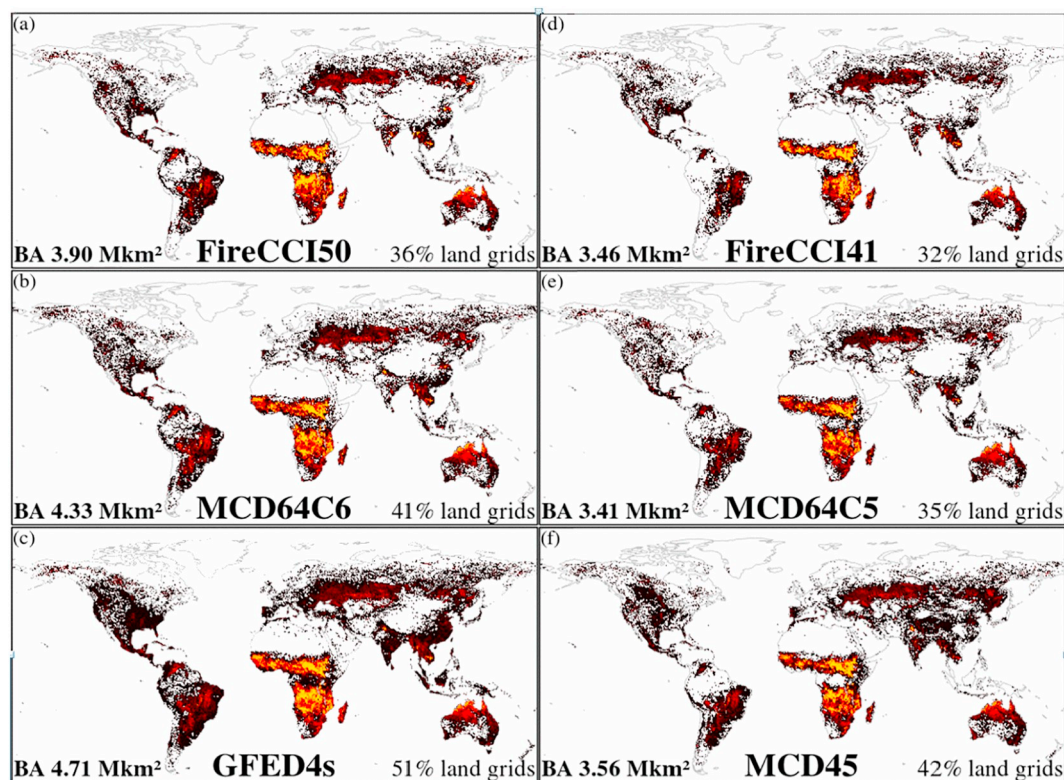 (a)
BA 3.90 Mkm² FireCCI50 36% land grids
(d)
BA 3.46 Mkm² FireCCI41 32% land grids
(b)
BA 4.33 Mkm² MCD64C6 41% land grids
(e)
BA 3.41 Mkm² MCD64C5 35% land grids
(c)
BA 4.71 Mkm² GFED4s 51% land grids
(f)
BA 3.56 Mkm² MCD45 42% land grids